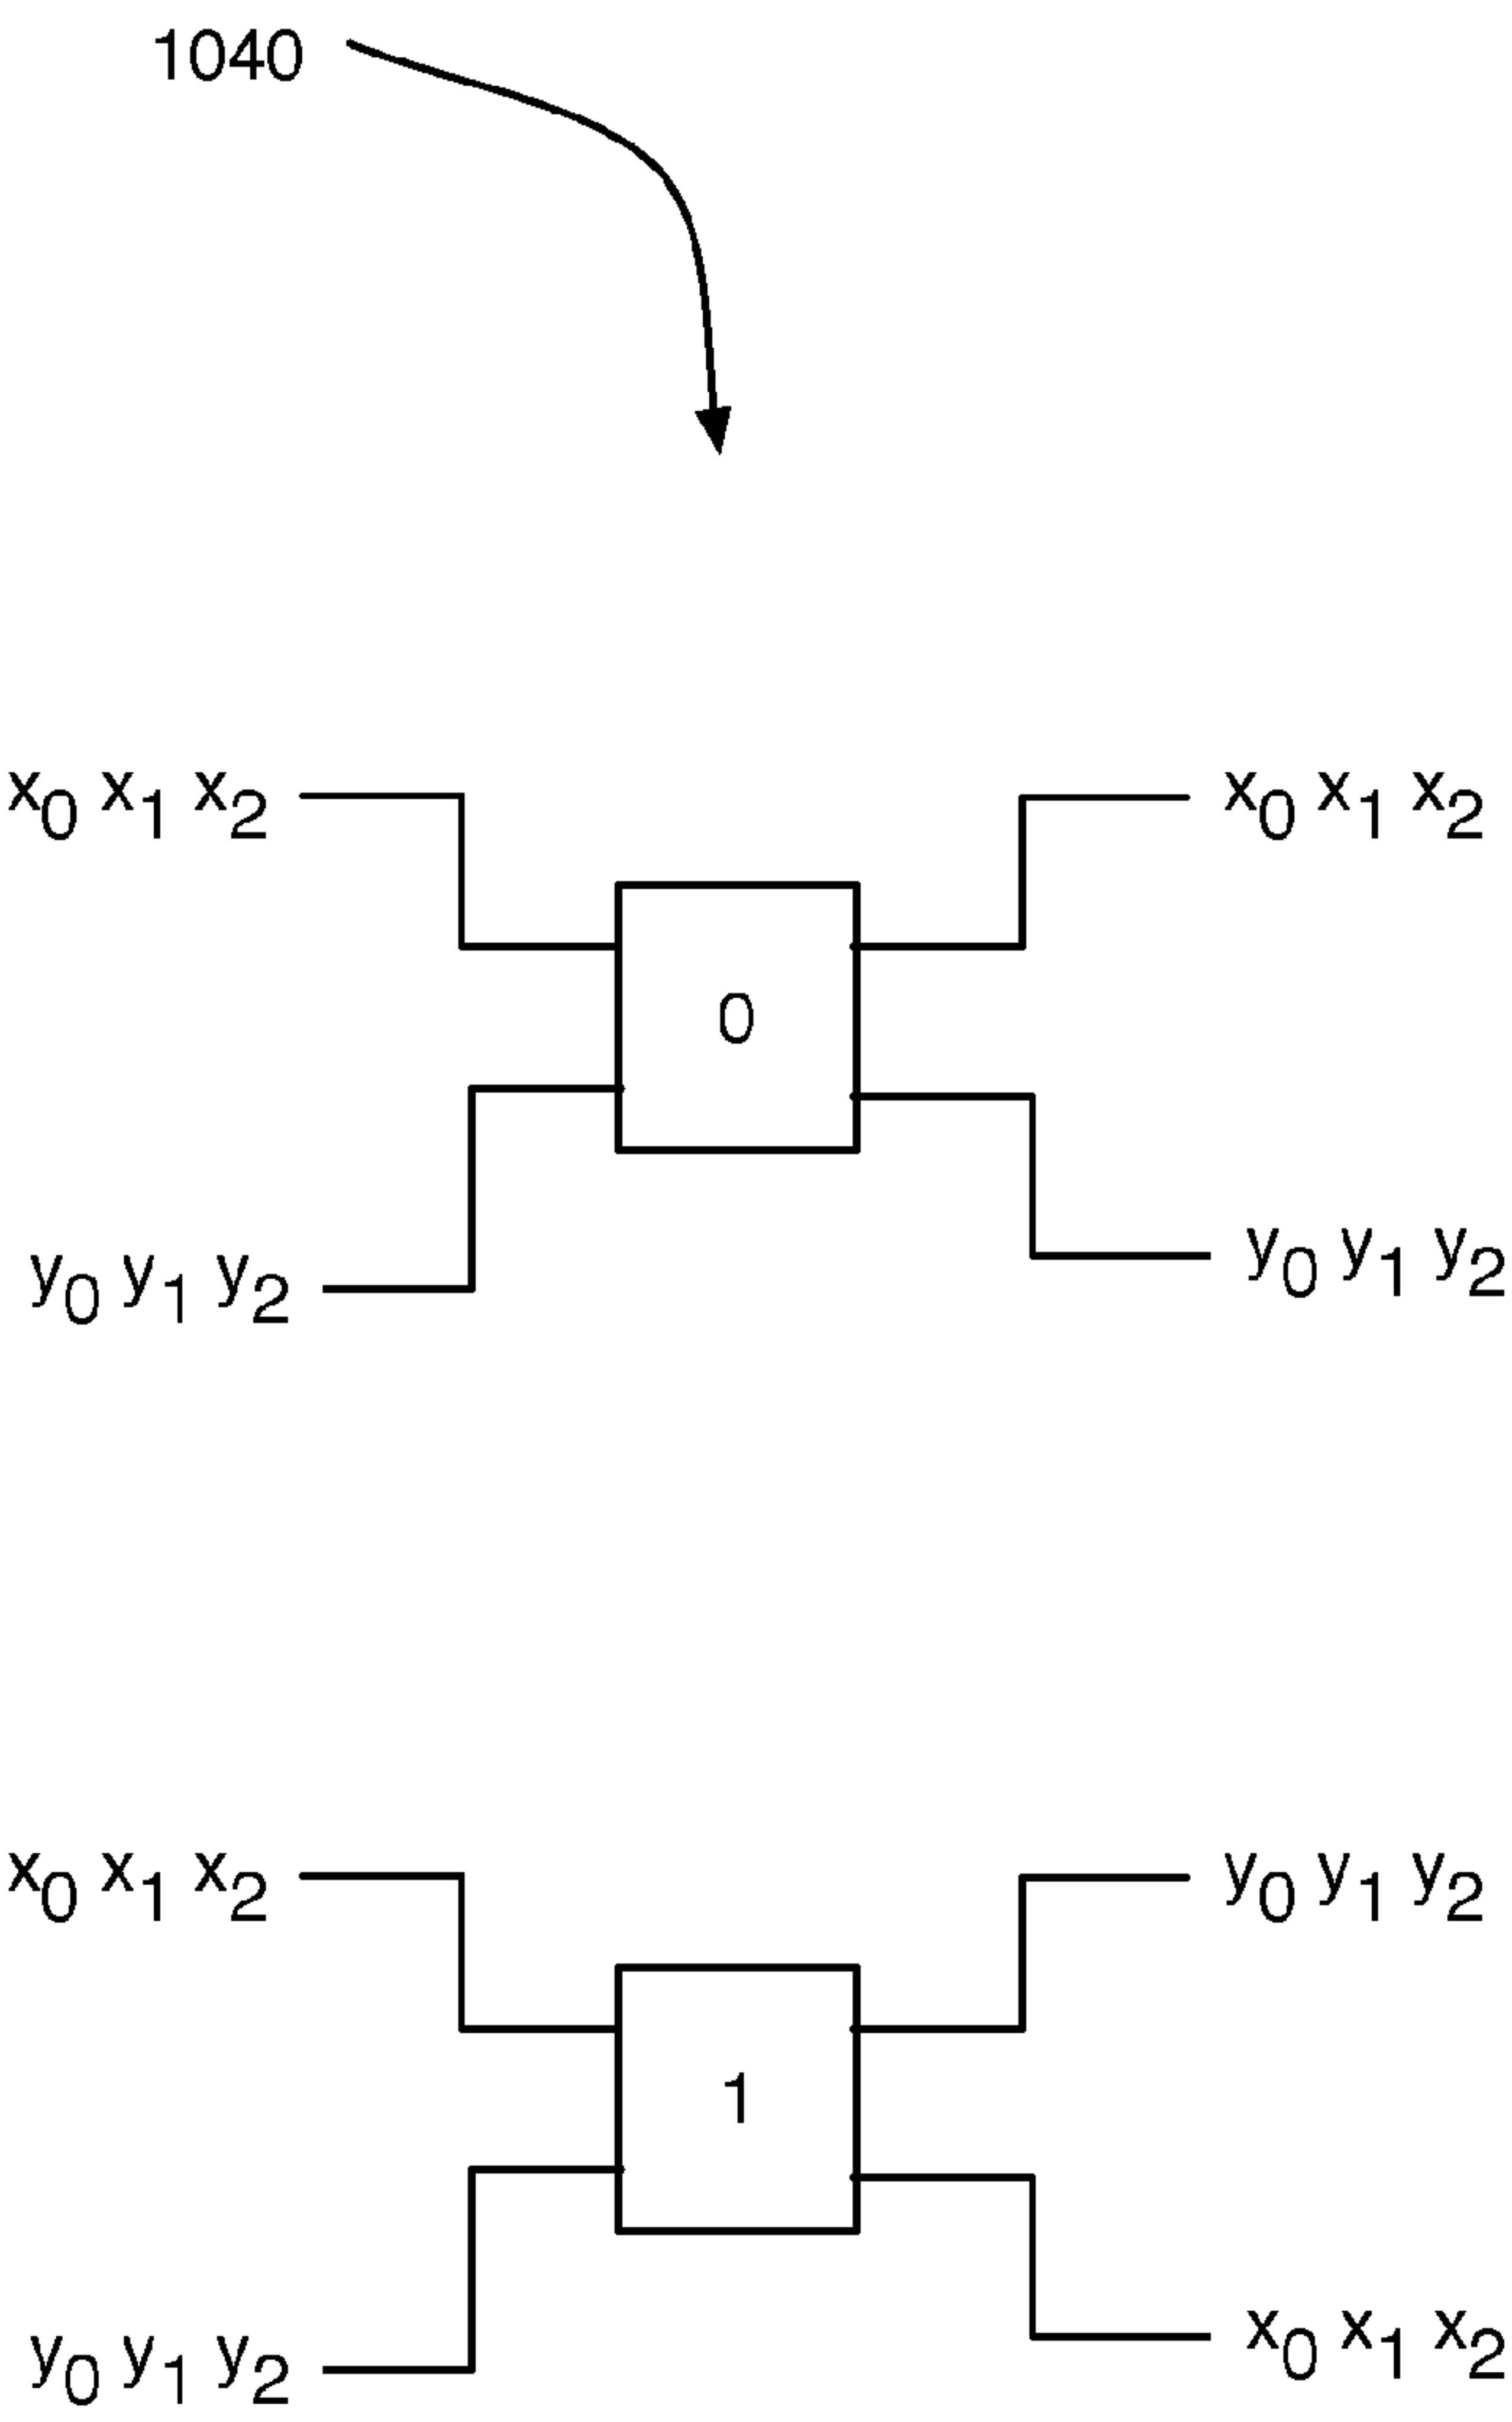 1040
x0 x1 x2 x0 x1 x2
0
y0 y1 y2 y0 y1 y2
x0 x1 x2 y0 y1 y2
1
y0 y1 y2 x0 x1 x2